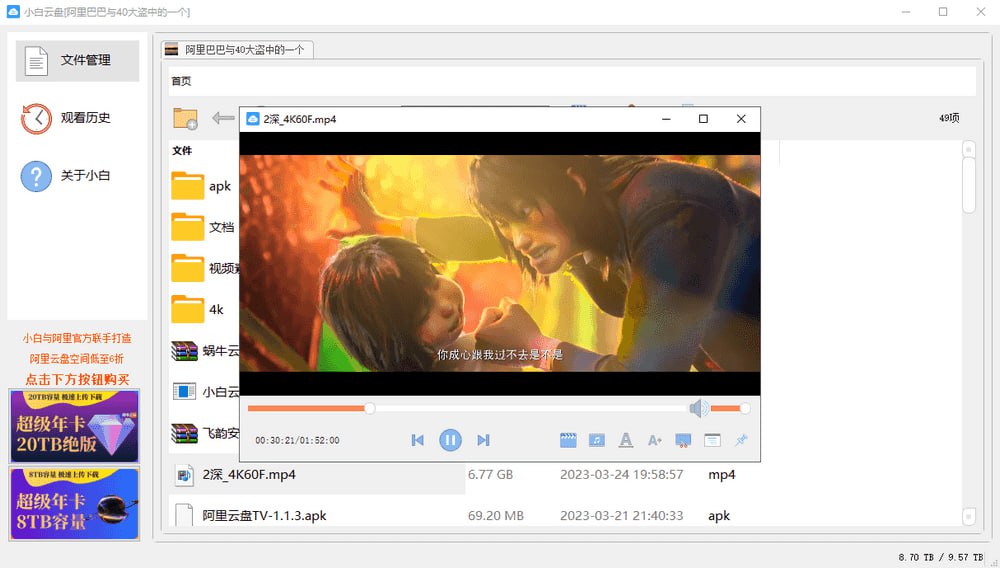 小白云盘[阿里巴巴与40大盗中的一个]
文件管理
观看历史
关于小白
小白与阿里官方联手打造
阿里云盘空间低至6折
点击下方按钮购买
20TB容量 极速上传下载
超级年卡
20TB绝版
8TB容量 极速上传下载
超级年卡
8TB容量
阿里巴巴与40大盗中的一个
首页
49项
文件
apk
文档
视频
4k
蜗牛云
小白云
飞韵安
2深_4K60F.mp4
你成心跟我过不去是不是
00:30:21/01:52:00
2深_4K60F.mp4 6.77 GB 2023-03-24 19:58:57 mp4
阿里云盘TV-1.1.3.apk 69.20 MB 2023-03-21 21:40:33 apk
8.70 TB / 9.57 TB